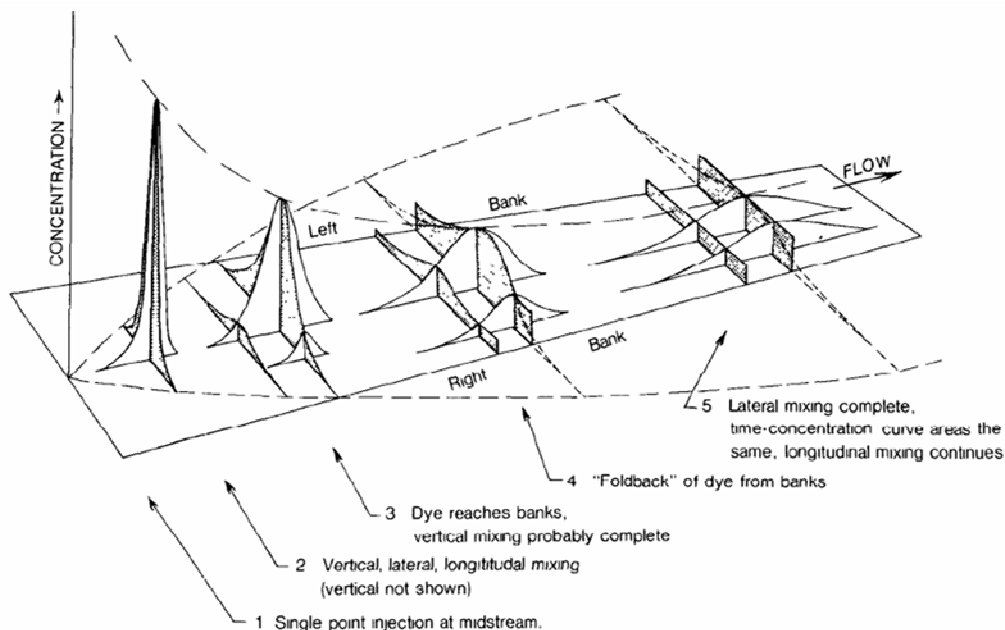 CONCENTRATION
FLOW
Bank
Left
Bank
Right
5 Lateral mixing complete,
time-concentration curve areas the
same, longitudinal mixing continues
4 "Foldback" of dye from banks
3 Dye reaches banks,
vertical mixing probably complete
2 Vertical, lateral, longititudal mixing
(vertical not shown)
1 Single point injection at midstream.